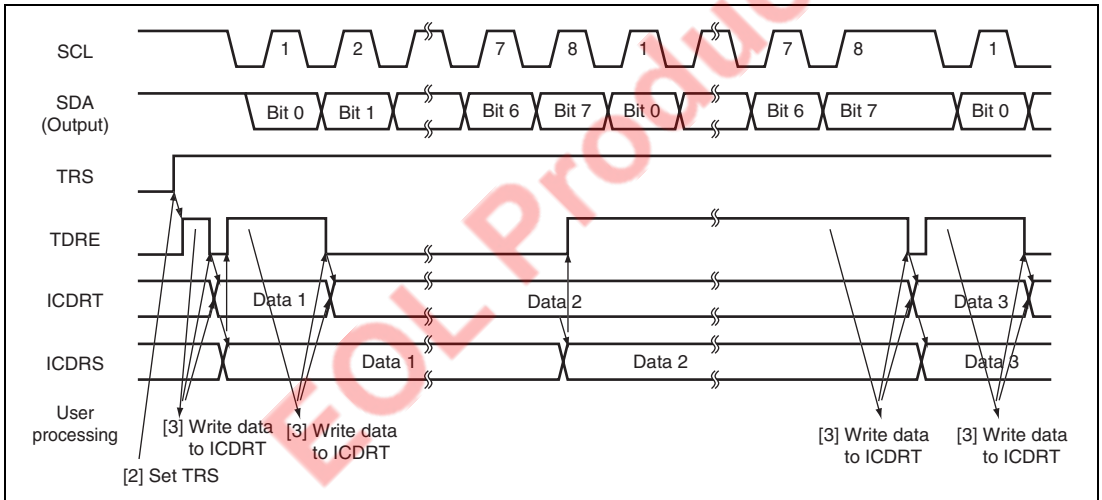 SCL 1 2 7 8 1 7 8 1
SDA
(Output)
Bit 0 Bit 1 Bit 6 Bit 7 Bit 0 Bit 6 Bit 7 Bit 0
TRS
TDRE
ICDRT Data 1 Data 2 Data 3
ICDRS Data 1 Data 2 Data 3
User
processing
[3] Write data
to ICDRT
[3] Write data
to ICDRT
[3] Write data
to ICDRT
[3] Write data
to ICDRT
[2] Set TRS
EOL Produc